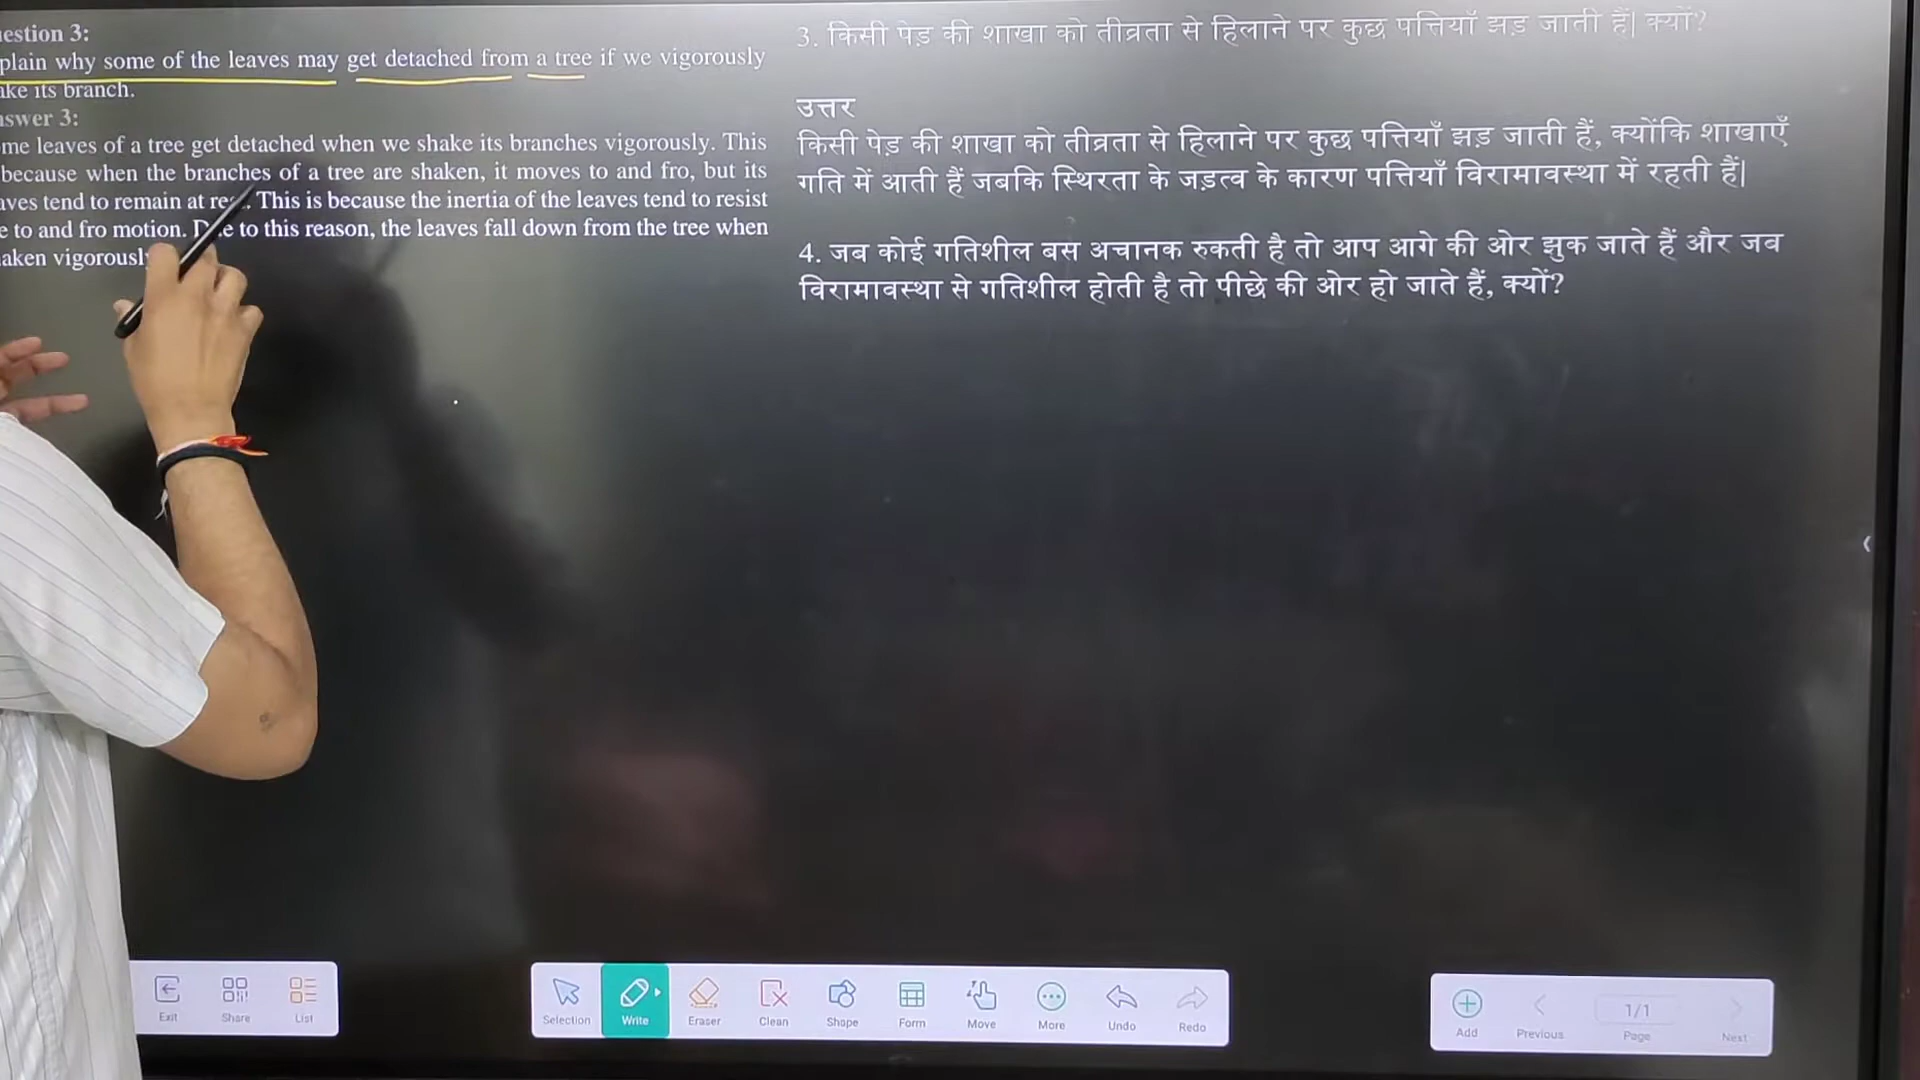 estion 3:
plain why some of the leaves may get detached from a tree if we vigorously
ake its branch.
swer 3:
me leaves of a tree get detached when we shake its branches vigorously. This
because when the branches of a tree are shaken, it moves to and fro, but its
aves tend to remain at This is because the inertia of the leaves tend to resist
e to and fro motion. to this reason, the leaves fall down from the tree when
aken vigorousl
3. किसी पेड़ की शाखा को तीव्रता से हिलाने पर कुछ पत्तियाँ झड़ जाती हैं| क्यों?
उत्तर
किसी पेड़ की शाखा को तीव्रता से हिलाने पर कुछ पत्तियाँ झड़ जाती हैं, क्योंकि शाखाएँ
गति में आती हैं जबकि स्थिरता के जड़त्व के कारण पत्तियाँ विरामावस्था में रहती हैं|
4. जब कोई गतिशील बस अचानक रुकती है तो आप आगे की ओर झुक जाते हैं और जब
विरामावस्था से गतिशील होती है तो पीछे की ओर हो जाते हैं, क्यों?
Exit Share List
Selection Write Eraser Clean Shape Form Move More Undo Redo
1/1
Add Previous Page Next